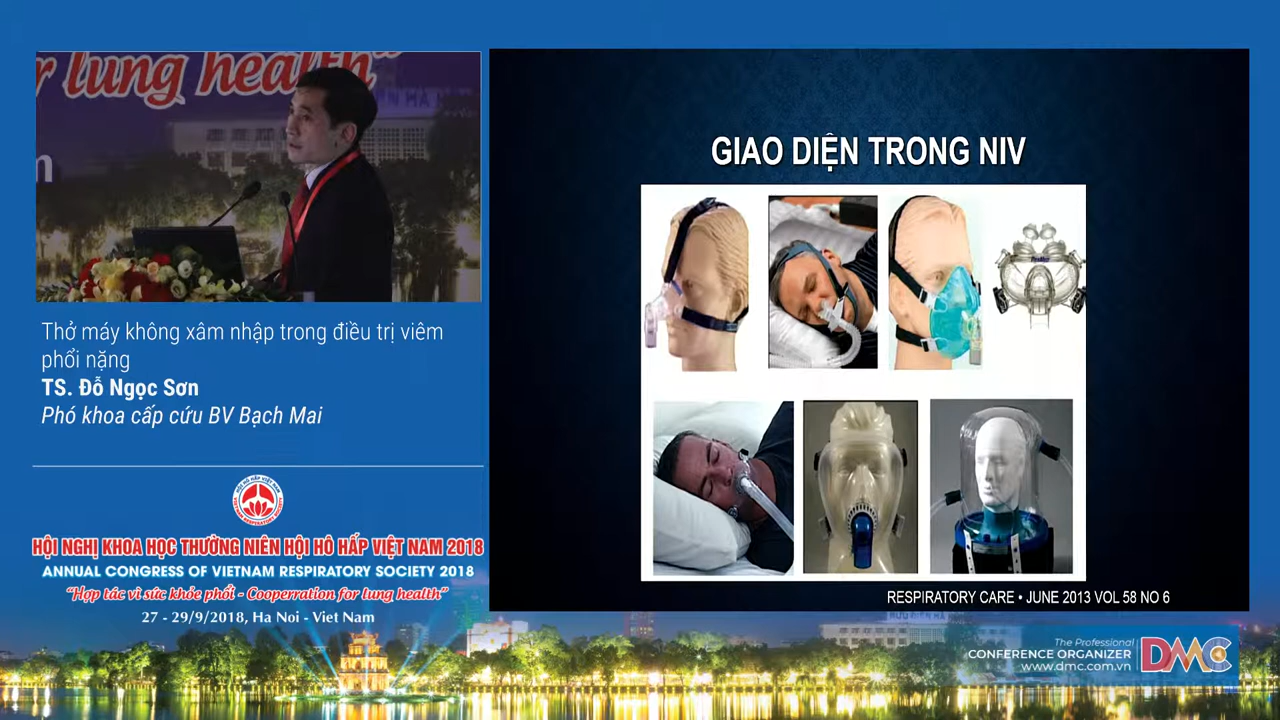 r lung health"
Thở máy không xâm nhập trong điều trị viêm
phổi nặng
TS. Đỗ Ngọc Sơn
Phó khoa cấp cứu BV Bạch Mai
HỘI NGHỊ KHOA HỌC THƯỜNG NIÊN HỘI HÔ HẤP VIỆT NAM 2018
ANNUAL CONGRESS OF VIETNAM RESPIRATORY SOCIETY 2018
"Hợp tác vì sức khỏe phổi - Cooperration for lung health"
27 - 29/9/2018, Ha Noi - Viet Nam
GIAO DIỆN TRONG NIV
RESPIRATORY CARE • JUNE 2013 VOL 58 NO 6
The Professional
CONFERENCE ORGANIZER
www.dmc.com.vn
DMC